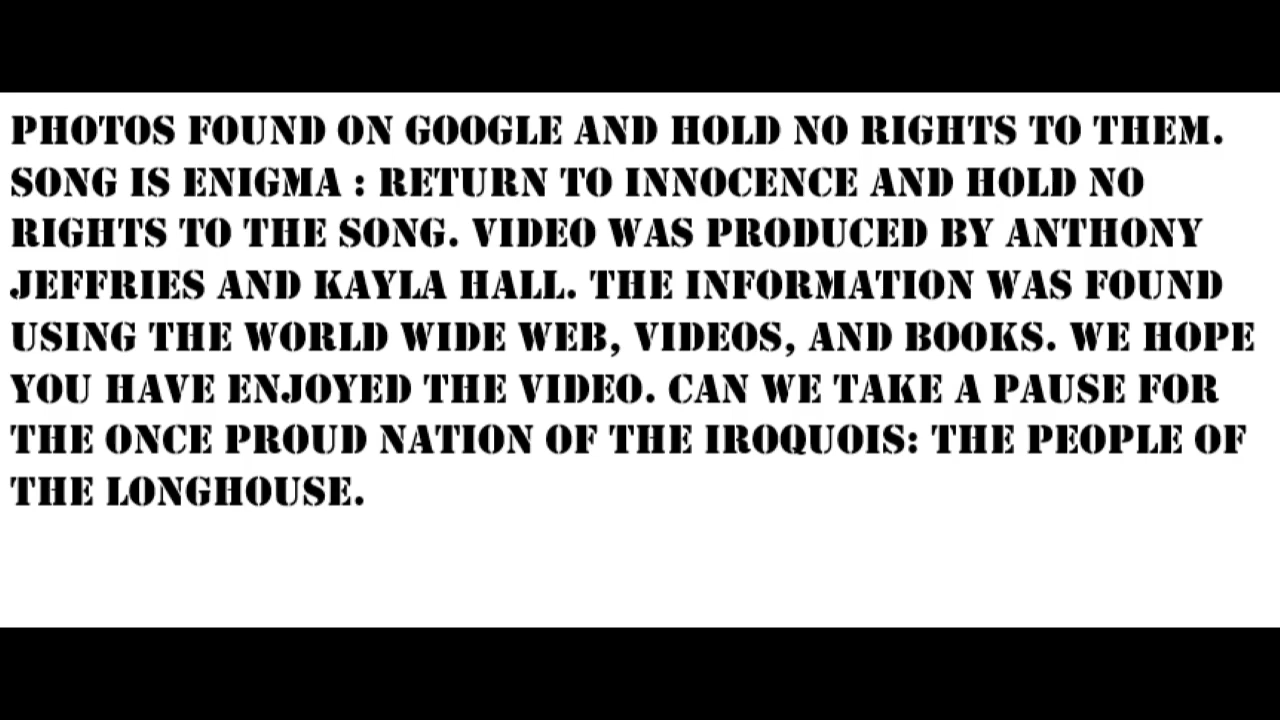 PHOTOS FOUND ON GOOGLE AND HOLD NO RIGHTS TO THEM.
SONG IS ENIGMA : RETURN TO INNOCENCE AND HOLD NO
RIGHTS TO THE SONG. VIDEO WAS PRODUCED BY ANTHONY
JEFFRIES AND KAYLA HALL. THE INFORMATION WAS FOUND
USING THE WORLD WIDE WEB, VIDEOS, AND BOOKS. WE HOPE
YOU HAVE ENJOYED THE VIDEO. CAN WE TAKE A PAUSE FOR
THE ONCE PROUD NATION OF THE IROQUOIS: THE PEOPLE OF
THE LONGHOUSE.